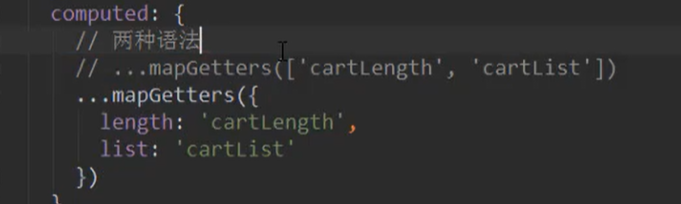 computed: {
// 两种语法
// ...mapGetters(['cartLength', 'cartList'])
...mapGetters({
length: 'cartLength',
list: 'cartList'
})
}